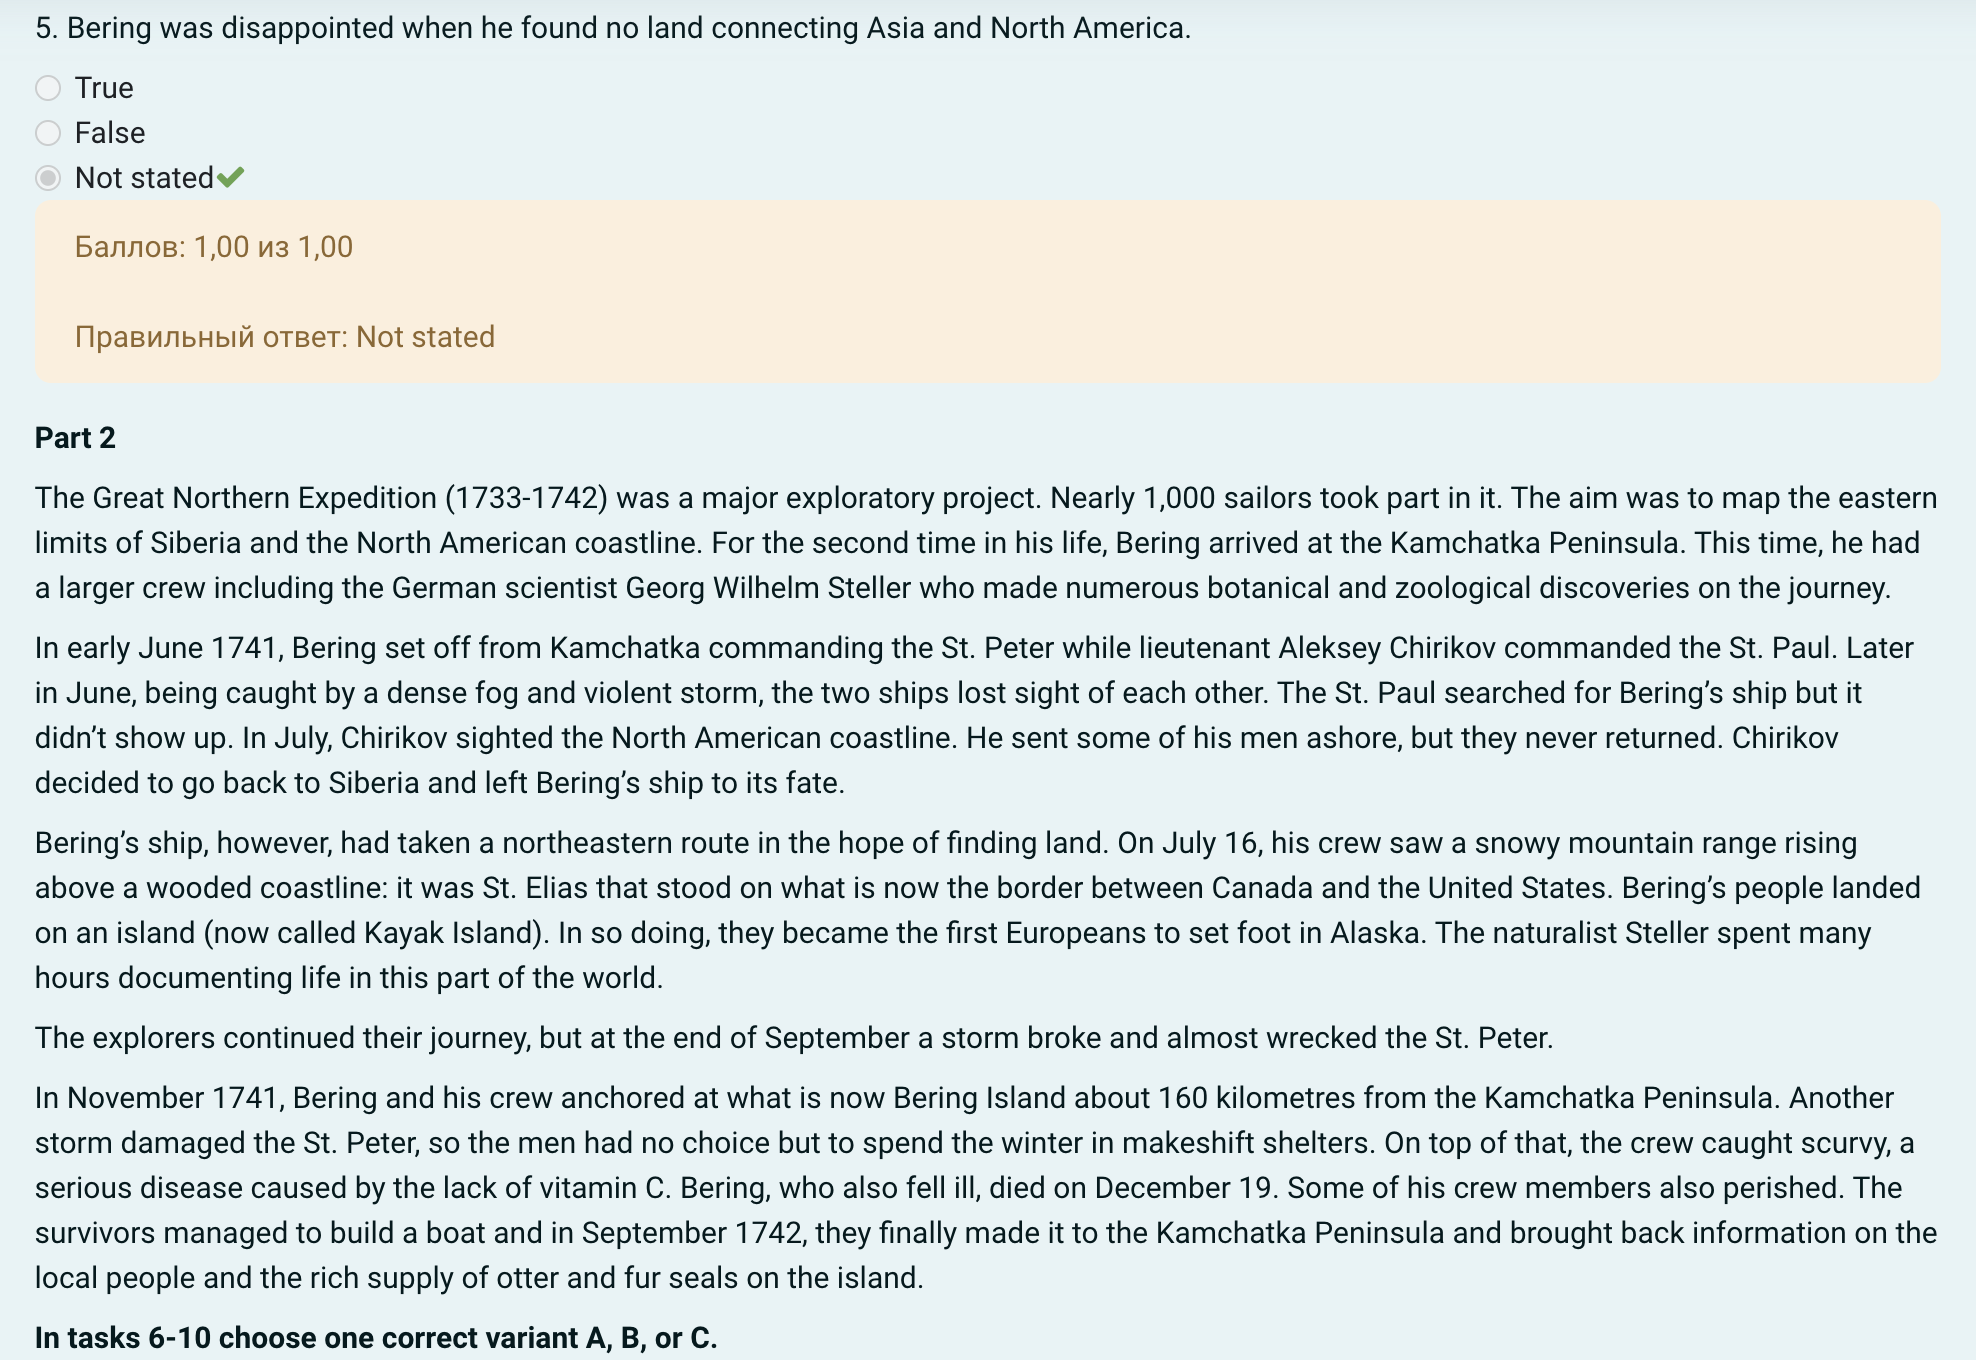 5. Bering was disappointed when he found no land connecting Asia and North America.
True
False
Not stated
Баллов: 1,00 из 1,00
Правильный ответ: Not stated
Part 2
The Great Northern Expedition (1733-1742) was a major exploratory project. Nearly 1,000 sailors took part in it. The aim was to map the eastern
limits of Siberia and the North American coastline. For the second time in his life, Bering arrived at the Kamchatka Peninsula. This time, he had
a larger crew including the German scientist Georg Wilhelm Steller who made numerous botanical and zoological discoveries on the journey.
In early June 1741, Bering set off from Kamchatka commanding the St. Peter while lieutenant Aleksey Chirikov commanded the St. Paul. Later
in June, being caught by a dense fog and violent storm, the two ships lost sight of each other. The St. Paul searched for Bering’s ship but it
didn’t show up. In July, Chirikov sighted the North American coastline. He sent some of his men ashore, but they never returned. Chirikov
decided to go back to Siberia and left Bering’s ship to its fate.
Bering’s ship, however, had taken a northeastern route in the hope of finding land. On July 16, his crew saw a snowy mountain range rising
above a wooded coastline: it was St. Elias that stood on what is now the border between Canada and the United States. Bering’s people landed
on an island (now called Kayak Island). In so doing, they became the first Europeans to set foot in Alaska. The naturalist Steller spent many
hours documenting life in this part of the world.
The explorers continued their journey, but at the end of September a storm broke and almost wrecked the St. Peter.
In November 1741, Bering and his crew anchored at what is now Bering Island about 160 kilometres from the Kamchatka Peninsula. Another
storm damaged the St. Peter, so the men had no choice but to spend the winter in makeshift shelters. On top of that, the crew caught scurvy, a
serious disease caused by the lack of vitamin C. Bering, who also fell ill, died on December 19. Some of his crew members also perished. The
survivors managed to build a boat and in September 1742, they finally made it to the Kamchatka Peninsula and brought back information on the
local people and the rich supply of otter and fur seals on the island.
In tasks 6-10 choose one correct variant A, B, or C.